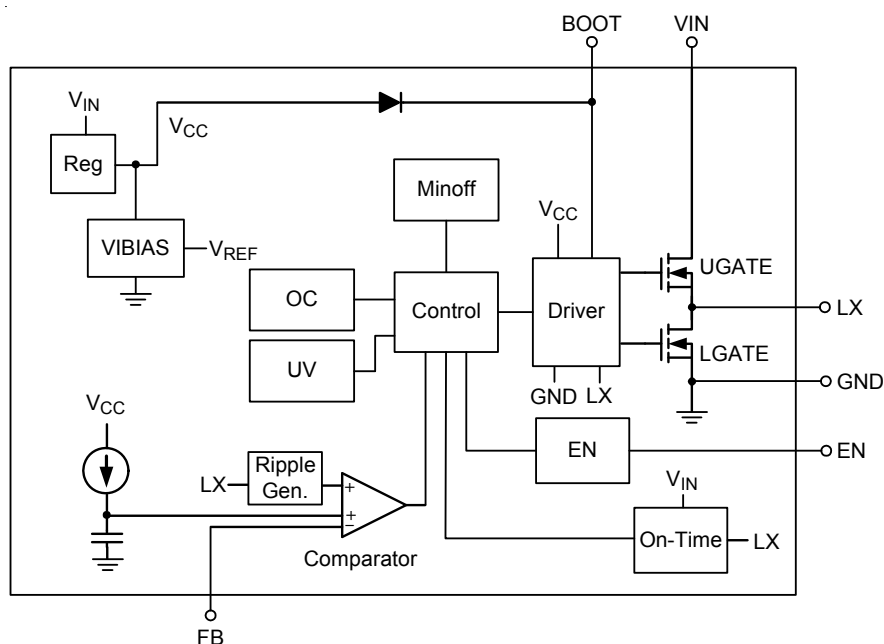 BOOT
VIN
VIN
VCC
Reg
Minoff
VCC
VIBIAS
VREF
UGATE
OC
Control
Driver
LX
UV
LGATE
GND
LX
GND
VCC
EN
EN
LX
Ripple
Gen.
+
+
−
VIN
On-Time
LX
Comparator
FB